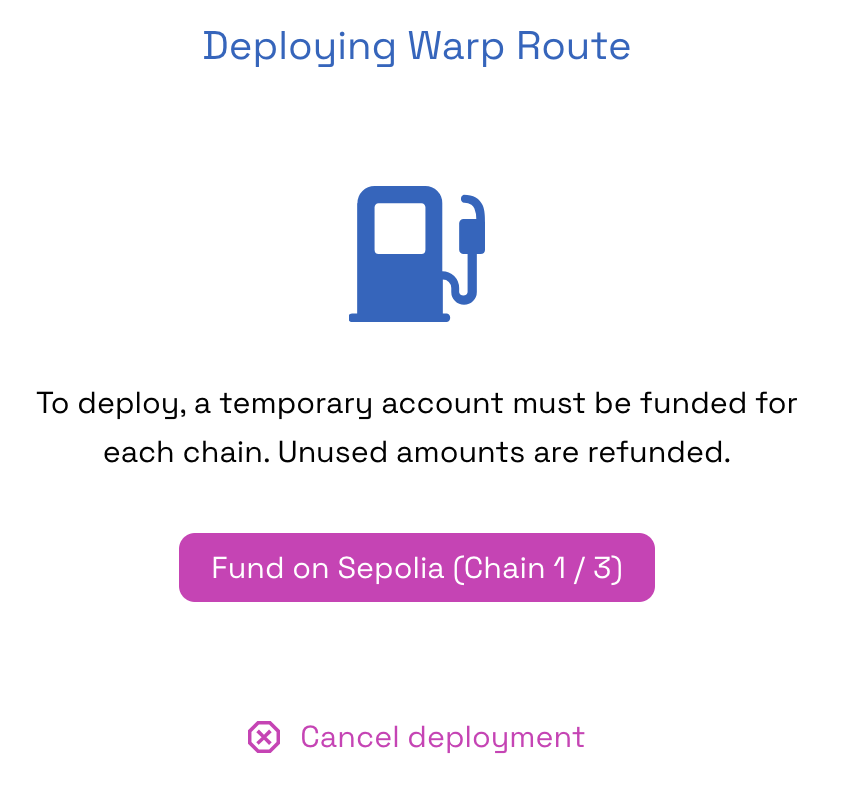 Deploying Warp Route
To deploy, a temporary account must be funded for
each chain. Unused amounts are refunded.
Fund on Sepolia (Chain 1 / 3)
Cancel deployment